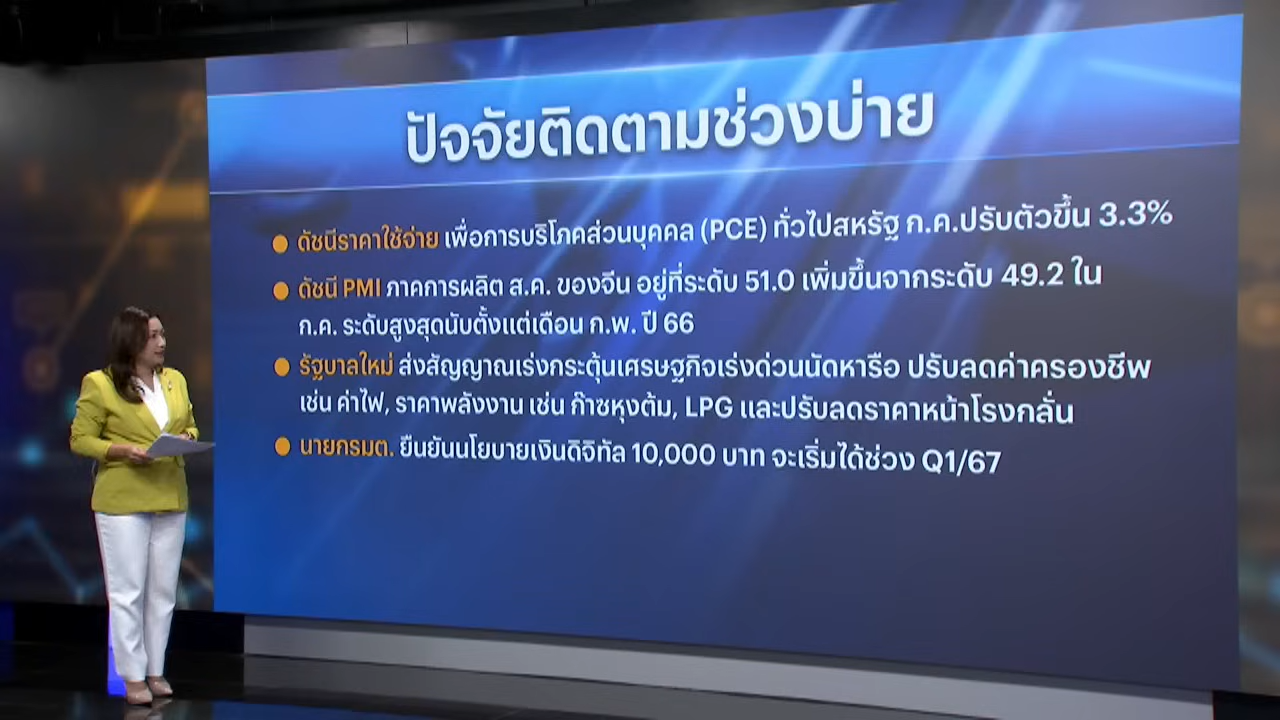 ปัจจัยติดตามช่วงบ่าย
ดัชนีราคาใช้จ่าย เพื่อการบริโภคส่วนบุคคล (PCE) ทั่วไปสหรัฐ ก.ค.ปรับตัวขึ้น 3.3%
ดัชนี PMI ภาคการผลิต ส.ค. ของจีน อยู่ที่ระดับ 51.0 เพิ่มขึ้นจากระดับ 49.2 ใน
ก.ค. ระดับสูงสุดนับตั้งแต่เดือน ก.พ. ปี 66
รัฐบาลใหม่ ส่งสัญญาณเร่งกระตุ้นเศรษฐกิจเร่งด่วนนัดหารือ ปรับลดค่าครองชีพ
เช่น ค่าไฟ, ราคาพลังงาน เช่น ก๊าซหุงต้ม, LPG และปรับลดราคาหน้าโรงกลั่น
นายกรมต. ยืนยันนโยบายเงินดิจิทัล 10,000 บาท จะเริ่มได้ช่วง Q1/67